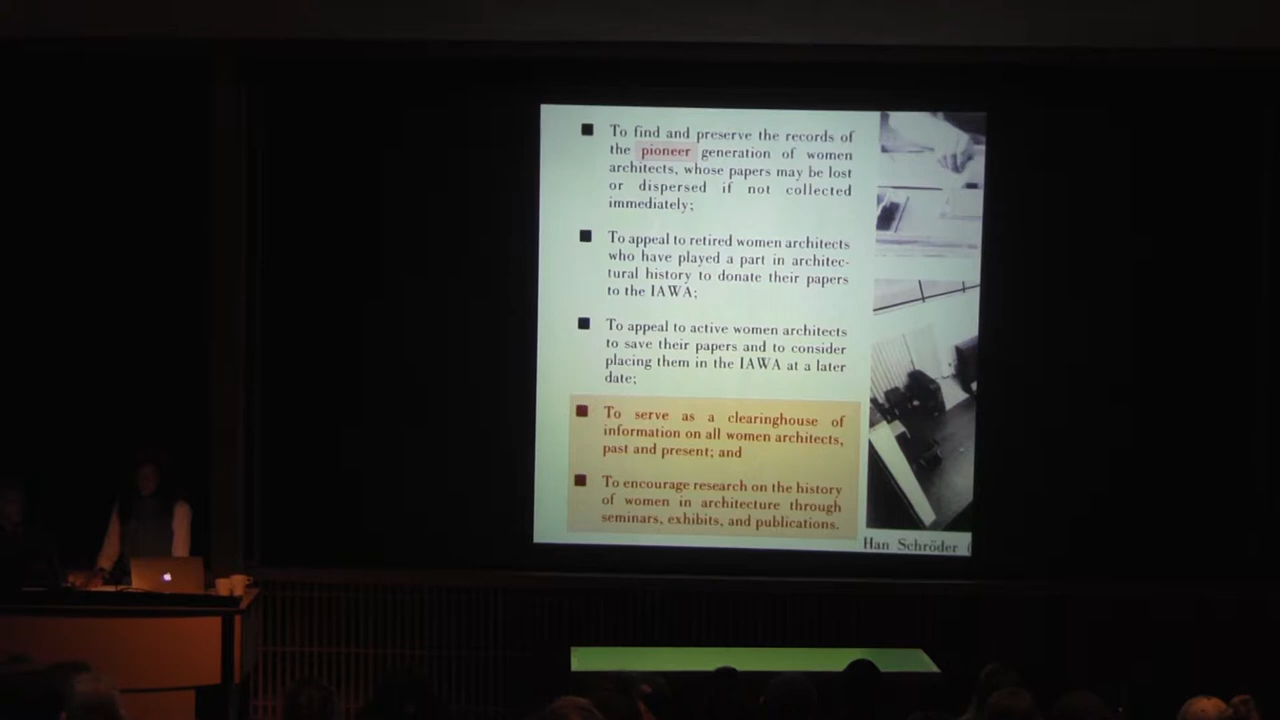 ■ To find and preserve the records of
the pioneer generation of women
architects, whose papers may be lost
or dispersed if not collected
immediately;
■ To appeal to retired women architects
who have played a part in architec-
tural history to donate their papers
to the IAWA;
■ To appeal to active women architects
to save their papers and to consider
placing them in the IAWA at a later
date;
■ To serve as a clearinghouse of
information on all women architects,
past and present; and
■ To encourage research on the history
of women in architecture through
seminars, exhibits, and publications.
Han Schröder (